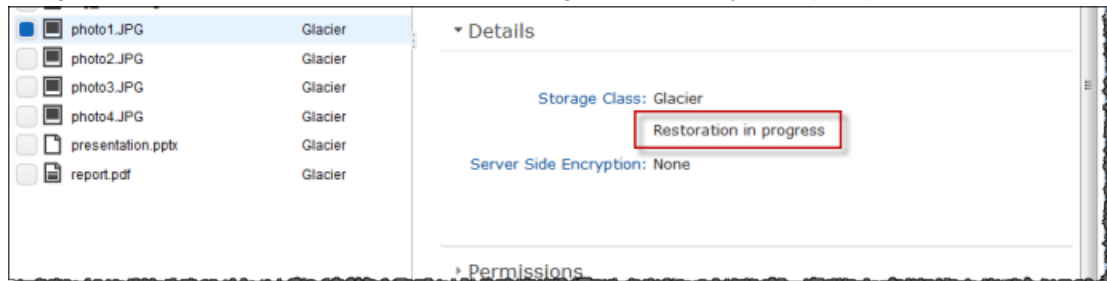 photo1.JPG Glacier
photo2.JPG Glacier
photo3.JPG Glacier
photo4.JPG Glacier
presentation.pptx Glacier
report.pdf Glacier
Details
Storage Class: Glacier
Restoration in progress
Server Side Encryption: None
Permissions